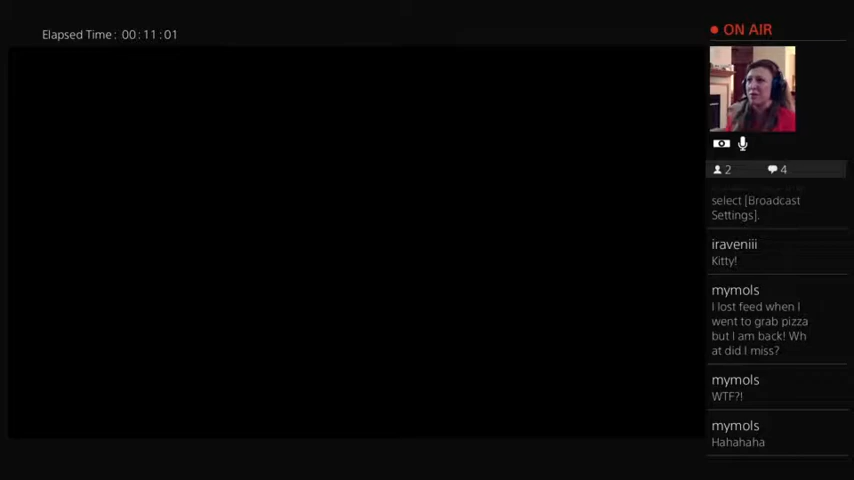 Elapsed Time: 00:11:01
ON AIR
2
4
select [Broadcast
Settings].
iraveniii
Kitty!
mymols
I lost feed when I
went to grab pizza
but I am back! Wh
at did I miss?
mymols
WTF?!
mymols
Hahahaha